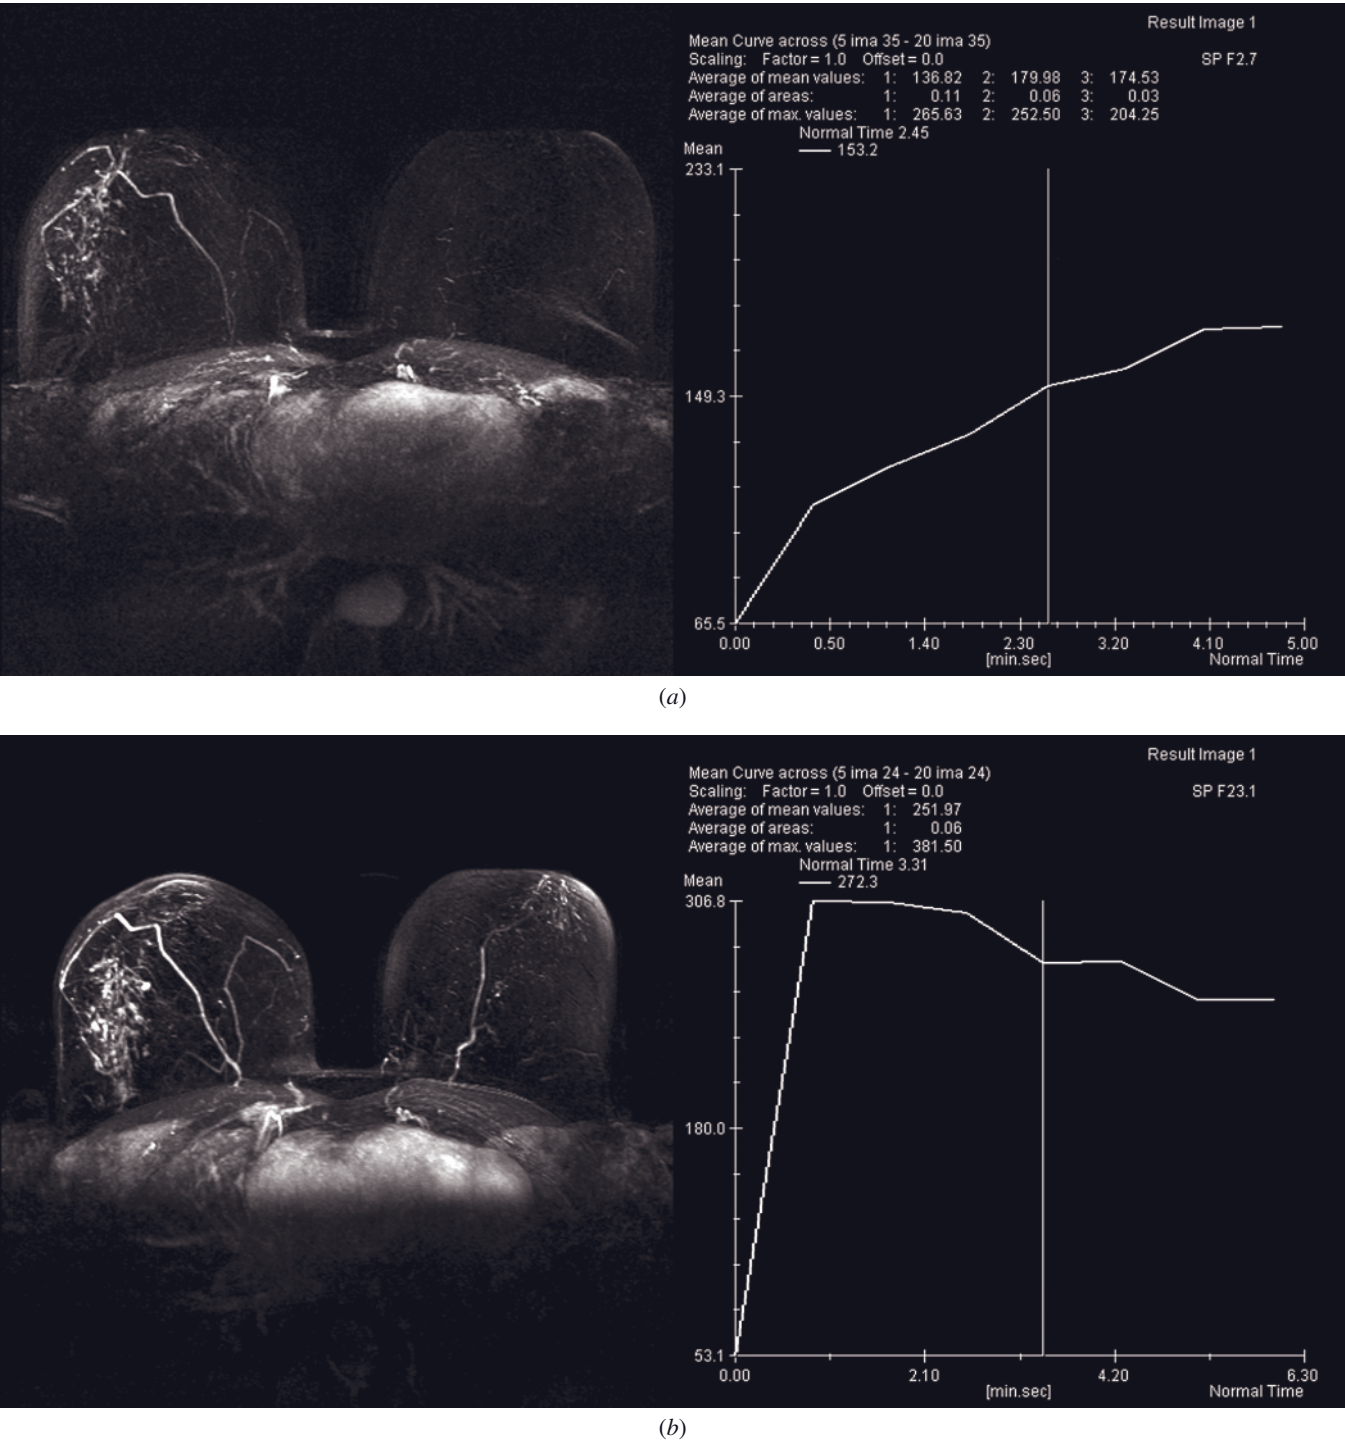 Result Image 1
Mean Curve across (5 ima 35 - 20 ima 35)
Scaling: Factor = 1.0 Offset = 0.0 SP F2.7
Average of mean values: 1: 136.82 2: 179.98 3: 174.53
Average of areas: 1: 0.11 2: 0.06 3: 0.03
Average of max. values: 1: 265.63 2: 252.50 3: 204.25
Normal Time 2.45
Mean 153.2
233.1
149.3
65.5
0.00 0.50 1.40 2.30 3.20 4.10 5.00
[min.sec] Normal Time
(a)
Result Image 1
Mean Curve across (5 ima 24 - 20 ima 24)
Scaling: Factor = 1.0 Offset = 0.0 SP F23.1
Average of mean values: 1: 251.97
Average of areas: 1: 0.06
Average of max. values: 1: 381.50
Normal Time 3.31
Mean 272.3
306.8
180.0
53.1
0.00 2.10 4.20 6.30
[min.sec] Normal Time
(b)